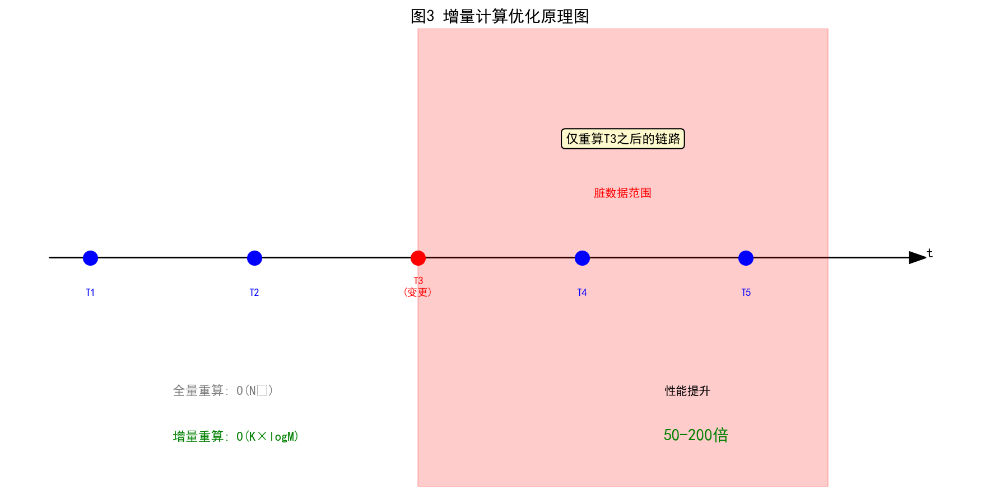 图3 增量计算优化原理图
仅重算T3之后的链路
脏数据范围
t
T1
T2
T3
(变更)
T4
T5
全量重算: O(N□)
性能提升
增量重算: O(K×logM)
50-200倍